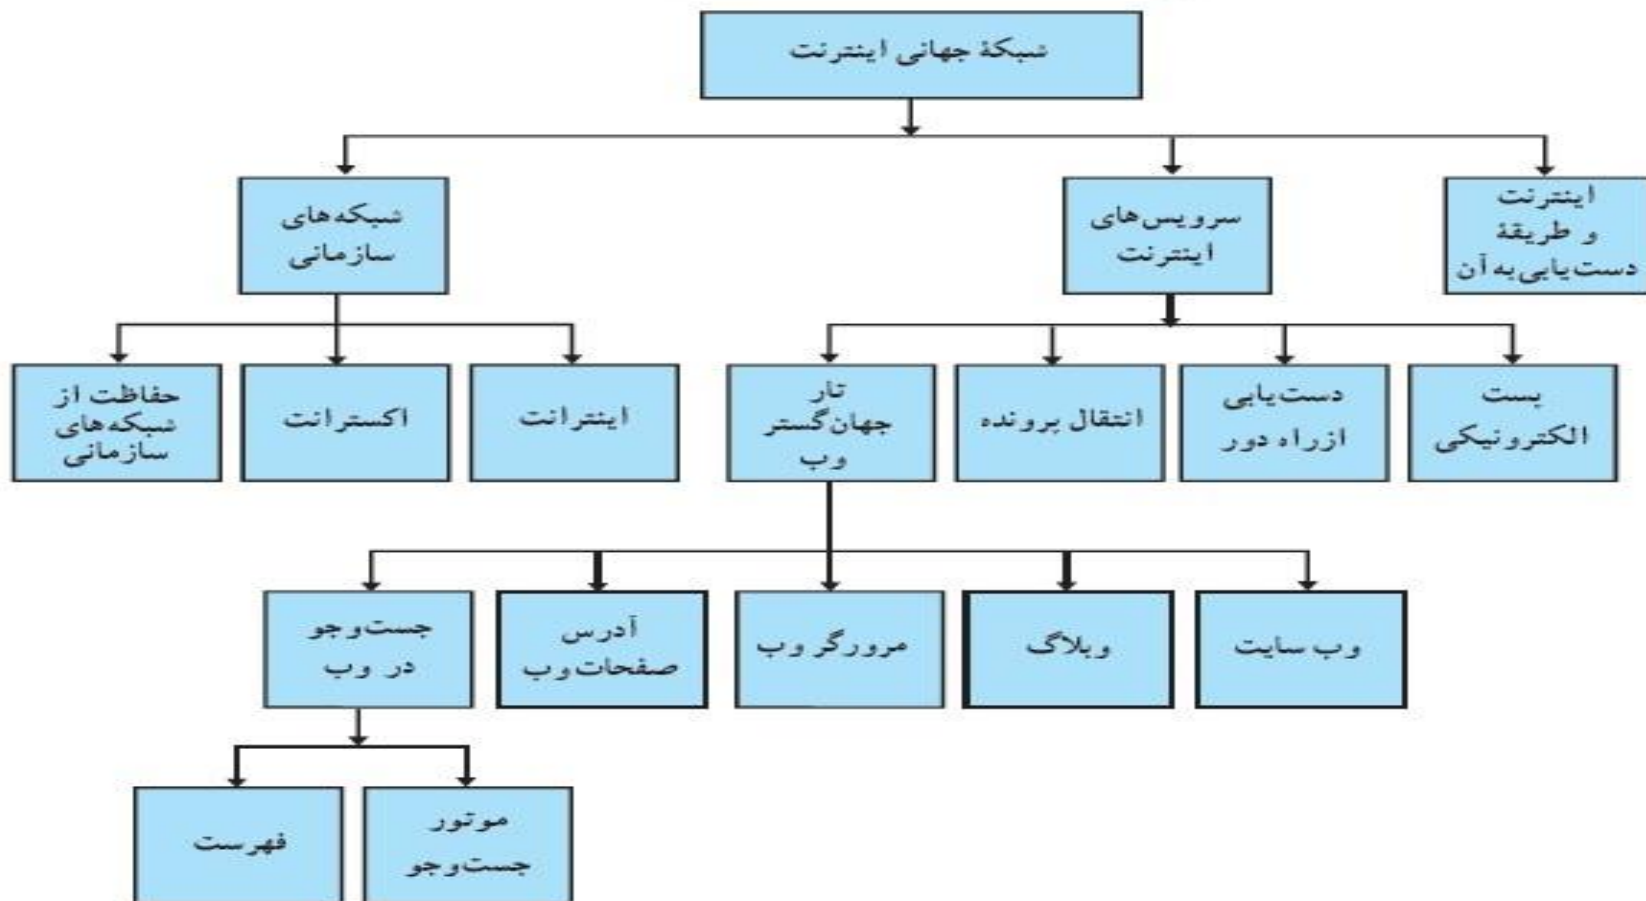 شبکۀ جهانی اینترنت
اینترنت
و طریقۀ
دست‌یابی به آن
سرویس‌های
اینترنت
شبکه‌های
سازمانی
پست
الکترونیکی
دست‌یابی
از راه دور
انتقال پرونده
تار
جهان‌گستر
وب
اینترانت
اکسترانت
حفاظت از
شبکه‌های
سازمانی
وب سایت
وبلاگ
مرورگر وب
آدرس
صفحات وب
جست‌وجو
در وب
موتور
جست‌وجو
فهرست